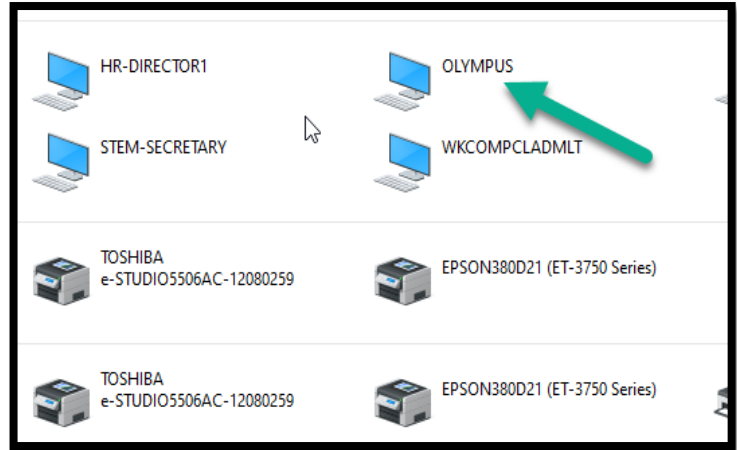 HR-DIRECTOR1
OLYMPUS
STEM-SECRETARY
WKCOMPCLADMLT
TOSHIBA
e-STUDIO5506AC-12080259
EPSON380D21 (ET-3750 Series)
TOSHIBA
e-STUDIO5506AC-12080259
EPSON380D21 (ET-3750 Series)